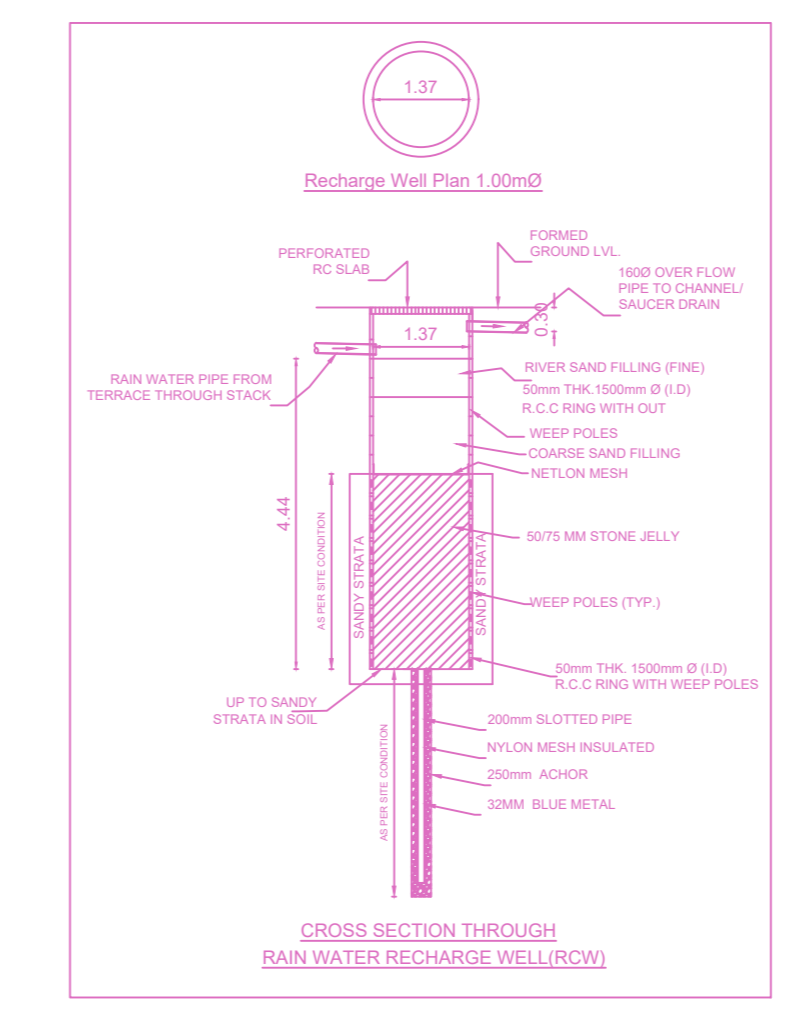 1.37
Recharge Well Plan 1.00mØ
FORMED
GROUND LVL.
PERFORATED
RC SLAB
160Ø OVER FLOW
PIPE TO CHANNEL/
SAUCER DRAIN
0.30
1.37
RAIN WATER PIPE FROM
TERRACE THROUGH STACK
RIVER SAND FILLING (FINE)
50mm THK.1500mm Ø (I.D)
R.C.C RING WITH OUT
WEEP POLES
COARSE SAND FILLING
NETLON MESH
4.44
AS PER SITE CONDITION
SANDY STRATA
SANDY STRATA
50/75 MM STONE JELLY
WEEP POLES (TYP.)
50mm THK. 1500mm Ø (I.D)
R.C.C RING WITH WEEP POLES
UP TO SANDY
STRATA IN SOIL
AS PER SITE CONDITION
200mm SLOTTED PIPE
NYLON MESH INSULATED
250mm ACHOR
32MM BLUE METAL
CROSS SECTION THROUGH
RAIN WATER RECHARGE WELL(RCW)